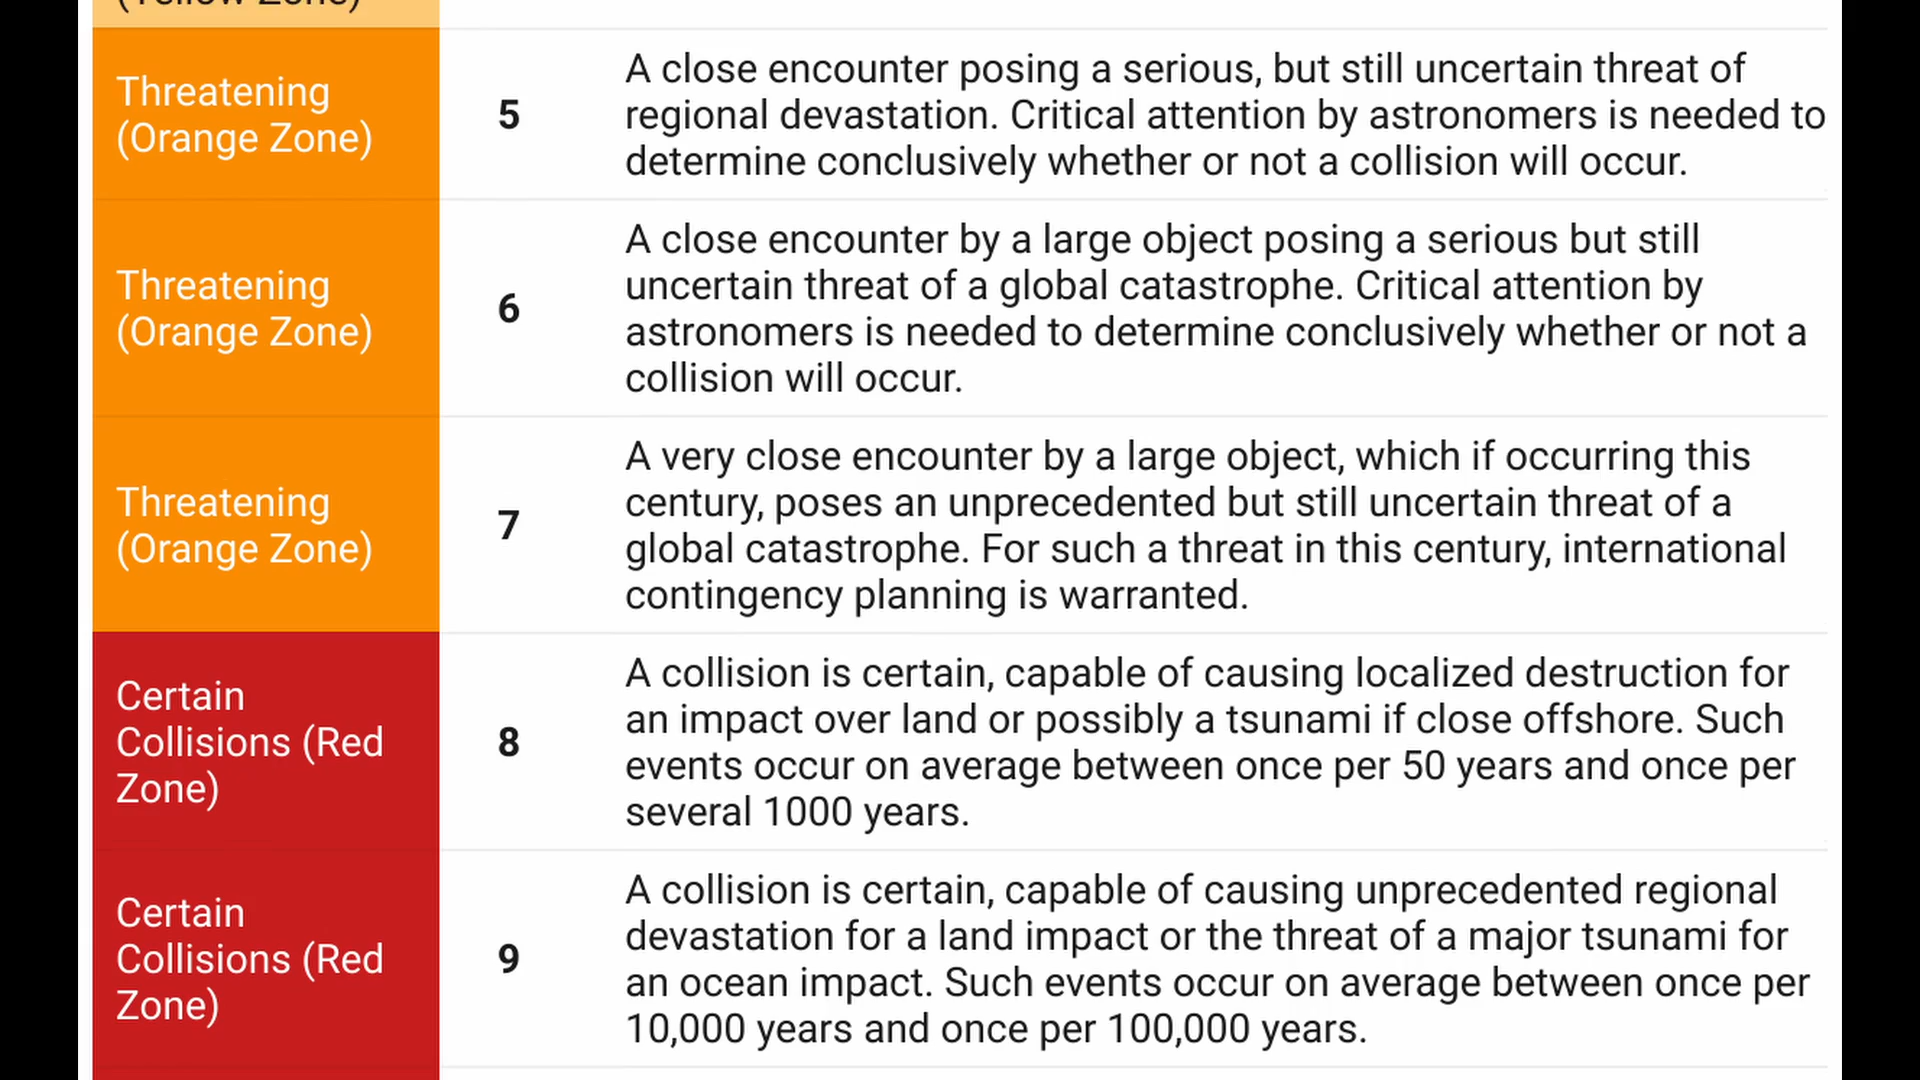 (Yellow Zone)
Threatening
(Orange Zone)
5
A close encounter posing a serious, but still uncertain threat of
regional devastation. Critical attention by astronomers is needed to
determine conclusively whether or not a collision will occur.
Threatening
(Orange Zone)
6
A close encounter by a large object posing a serious but still
uncertain threat of a global catastrophe. Critical attention by
astronomers is needed to determine conclusively whether or not a
collision will occur.
Threatening
(Orange Zone)
7
A very close encounter by a large object, which if occurring this
century, poses an unprecedented but still uncertain threat of a
global catastrophe. For such a threat in this century, international
contingency planning is warranted.
Certain
Collisions (Red
Zone)
8
A collision is certain, capable of causing localized destruction for
an impact over land or possibly a tsunami if close offshore. Such
events occur on average between once per 50 years and once per
several 1000 years.
Certain
Collisions (Red
Zone)
9
A collision is certain, capable of causing unprecedented regional
devastation for a land impact or the threat of a major tsunami for
an ocean impact. Such events occur on average between once per
10,000 years and once per 100,000 years.